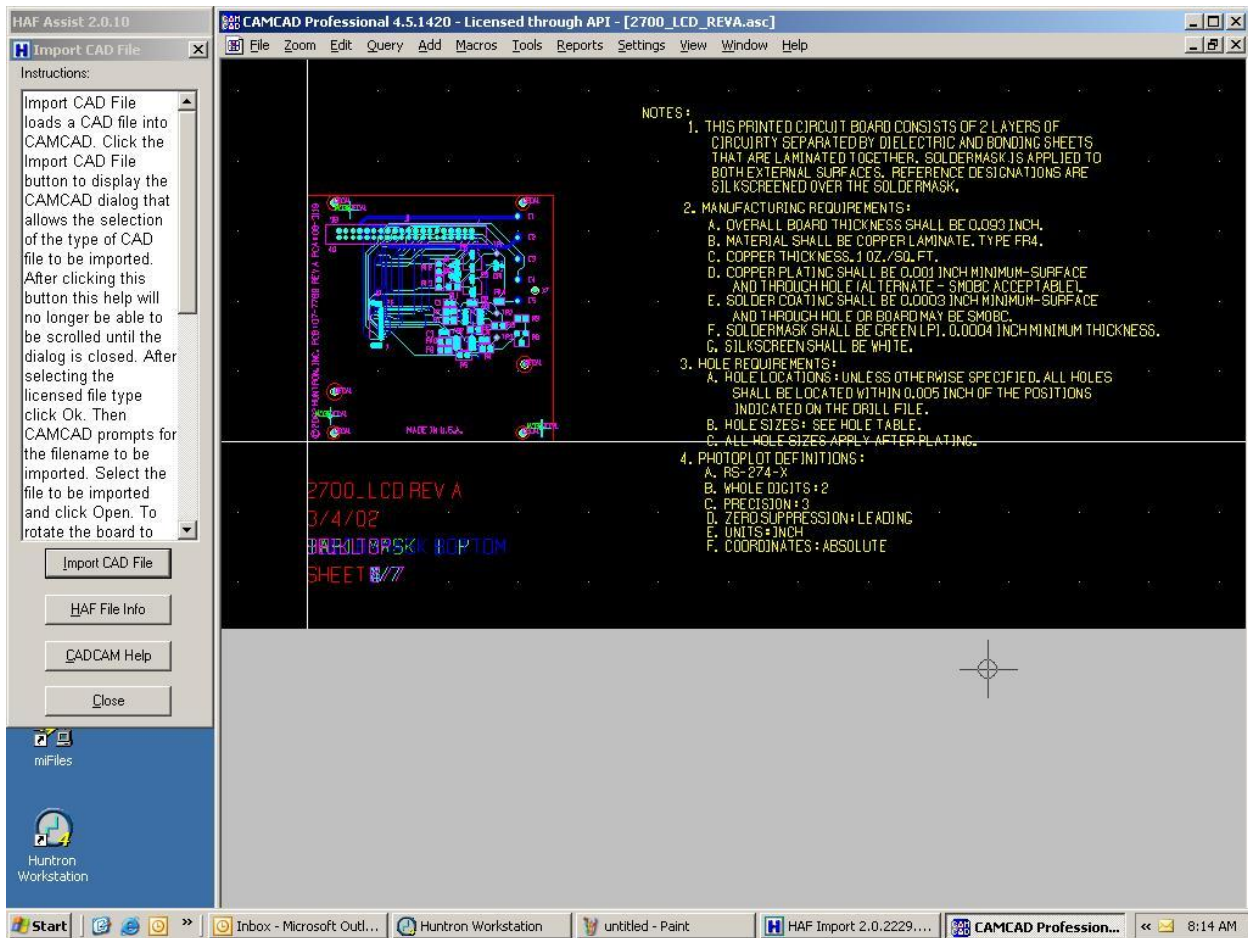 HAF Assist 2.0.10
Import CAD File
Instructions:
Import CAD File
loads a CAD file into
CAMCAD. Click the
Import CAD File
button to display the
CAMCAD dialog that
allows the selection
of the type of CAD
file to be imported.
After clicking this
button this help will
no longer be able to
be scrolled until the
dialog is closed. After
selecting the
licensed file type
click Ok. Then
CAMCAD prompts for
the filename to be
imported. Select the
file to be imported
and click Open. To
rotate the board to
Import CAD File
HAF File Info
CADCAM Help
Close
miFiles
Huntron
Workstation
CAMCAD Professional 4.5.1420 - Licensed through API - [2700_LCD_REVA.asc]
File Zoom Edit Query Add Macros Tools Reports Settings View Window Help
NOTES:
1. THIS PRINTED CIRCUIT BOARD CONSISTS OF 2 LAYERS OF
CIRCUIRTY SEPARATED BY DIELECTRIC AND BONDING SHEETS
THAT ARE LAMINATED TOGETHER. SOLDERMASK IS APPLIED TO
BOTH EXTERNAL SURFACES. REFERENCE DESIGNATIONS ARE
SILKSCREENED OVER THE SOLDERMASK.
2. MANUFACTURING REQUIREMENTS:
A. OVERALL BOARD THICKNESS SHALL BE 0.093 INCH.
B. MATERIAL SHALL BE COPPER LAMINATE, TYPE FR4.
C. COPPER THICKNESS, 1 OZ./SQ. FT.
D. COPPER PLATING SHALL BE 0.001 INCH MINIMUM-SURFACE
AND THROUGH HOLE (ALTERNATE - SMOBC ACCEPTABLE).
E. SOLDER COATING SHALL BE 0.0003 INCH MINIMUM-SURFACE
AND THROUGH HOLE OR BOARD MAY BE SMOBC.
F. SOLDERMASK SHALL BE GREEN LPI, 0.0004 INCH MINIMUM THICKNESS.
G. SILKSCREEN SHALL BE WHITE.
3. HOLE REQUIREMENTS:
A. HOLE LOCATIONS: UNLESS OTHERWISE SPECIFIED, ALL HOLES
SHALL BE LOCATED WITHIN 0.005 INCH OF THE POSITIONS
INDICATED ON THE DRILL FILE.
B. HOLE SIZES: SEE HOLE TABLE.
C. ALL HOLE SIZES APPLY AFTER PLATING.
4. PHOTOPLOT DEFINITIONS:
A. RS-274-X
B. WHOLE DIGITS: 2
C. PRECISION: 3
D. ZERO SUPPRESSION: LEADING
E. UNITS: INCH
F. COORDINATES: ABSOLUTE
MADE IN U.S.A.
2700_LCD REV A
3/4/02
BOTTOM
SHEET
Start
Inbox - Microsoft Outl...
Huntron Workstation
untitled - Paint
HAF Import 2.0.2229....
CAMCAD Profession...
8:14 AM